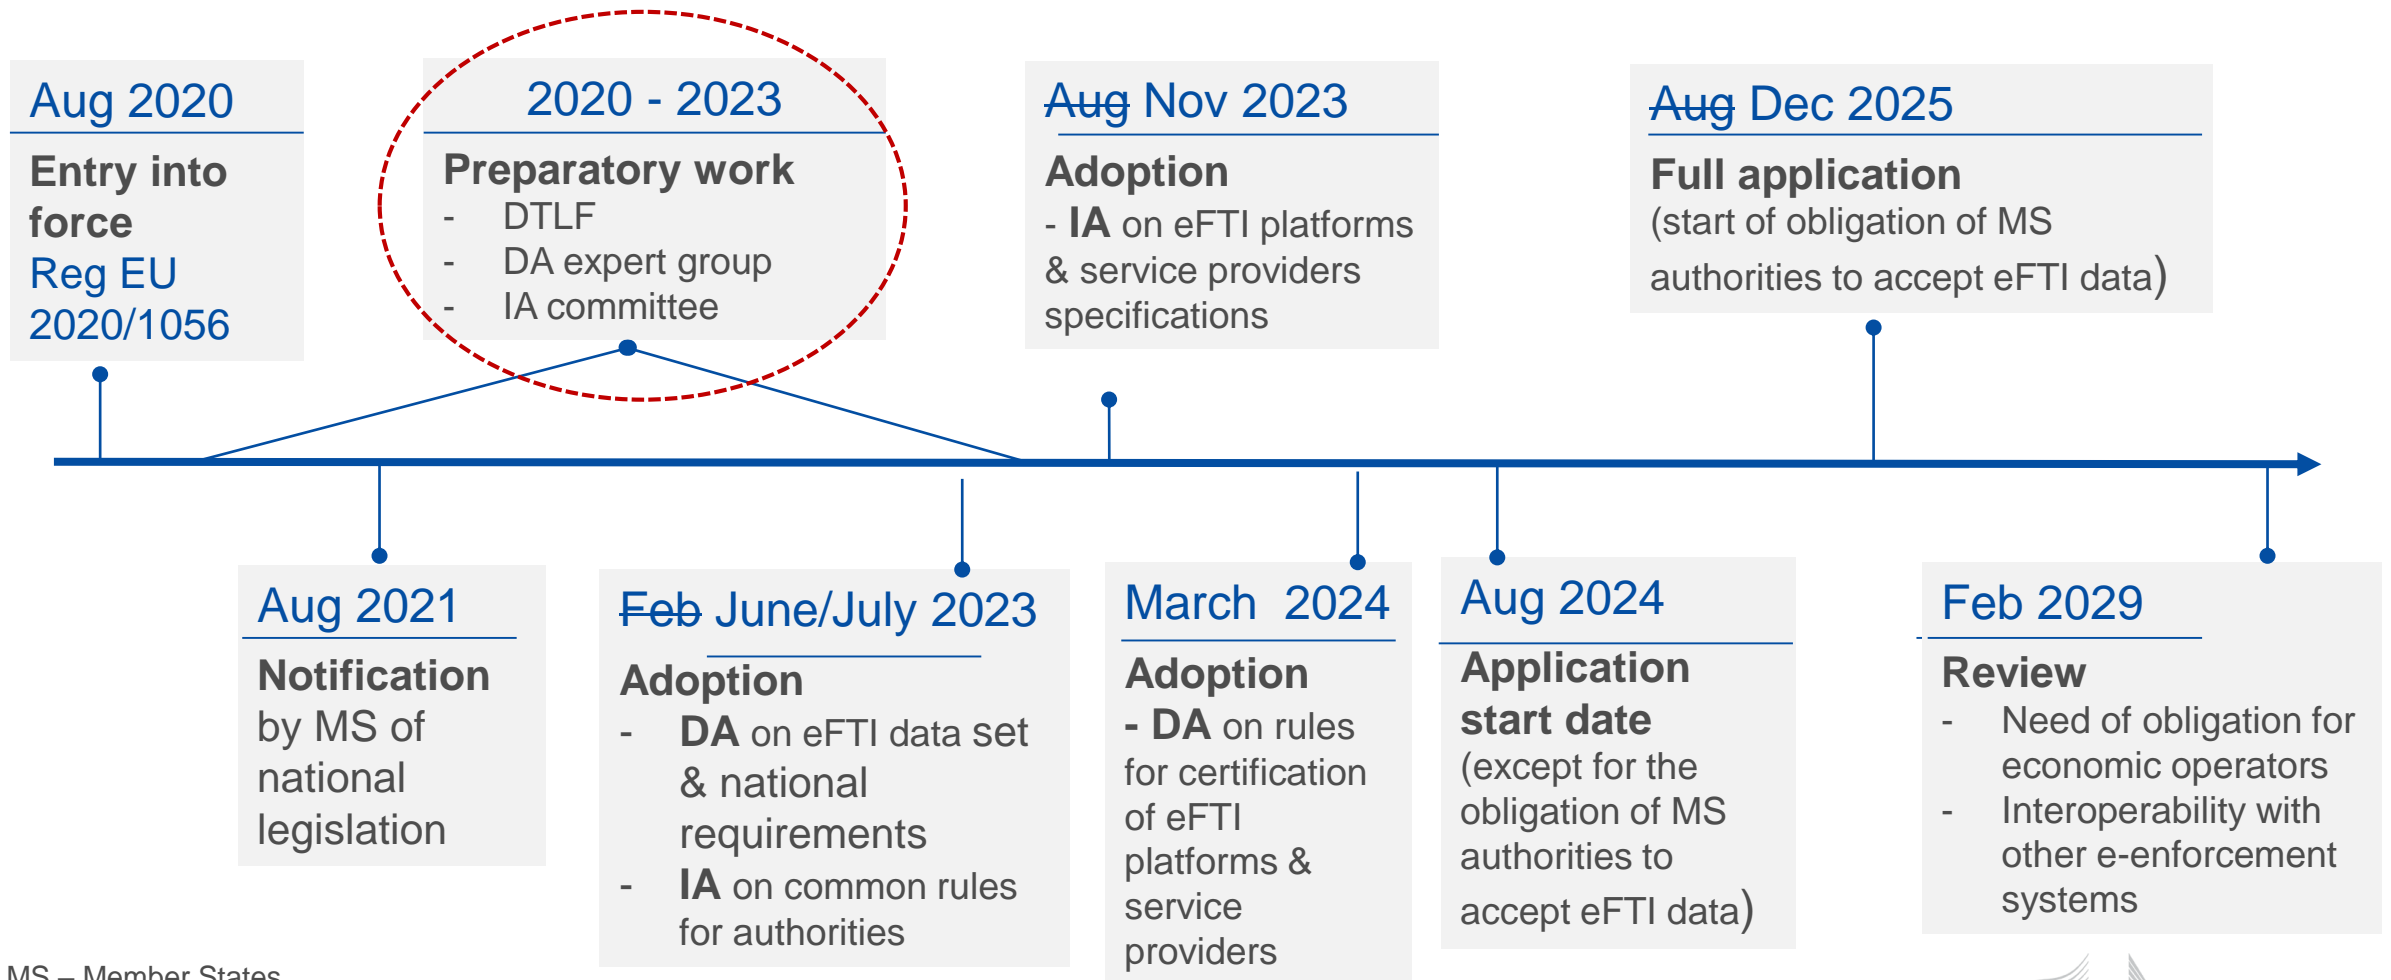 Aug 2020
Entry into
force
Reg EU
2020/1056
2020 - 2023
Preparatory work
- DTLF
- DA expert group
- IA committee
Aug Nov 2023
Adoption
- IA on eFTI platforms
& service providers
specifications
Aug Dec 2025
Full application
(start of obligation of MS
authorities to accept eFTI data)
Aug 2021
Notification
by MS of
national
legislation
Feb June/July 2023
Adoption
- DA on eFTI data set
& national
requirements
- IA on common rules
for authorities
March 2024
Adoption
- DA on rules
for certification
of eFTI
platforms &
service
providers
Aug 2024
Application
start date
(except for the
obligation of MS
authorities to
accept eFTI data)
Feb 2029
Review
- Need of obligation for
economic operators
- Interoperability with
other e-enforcement
systems
MS – Member States